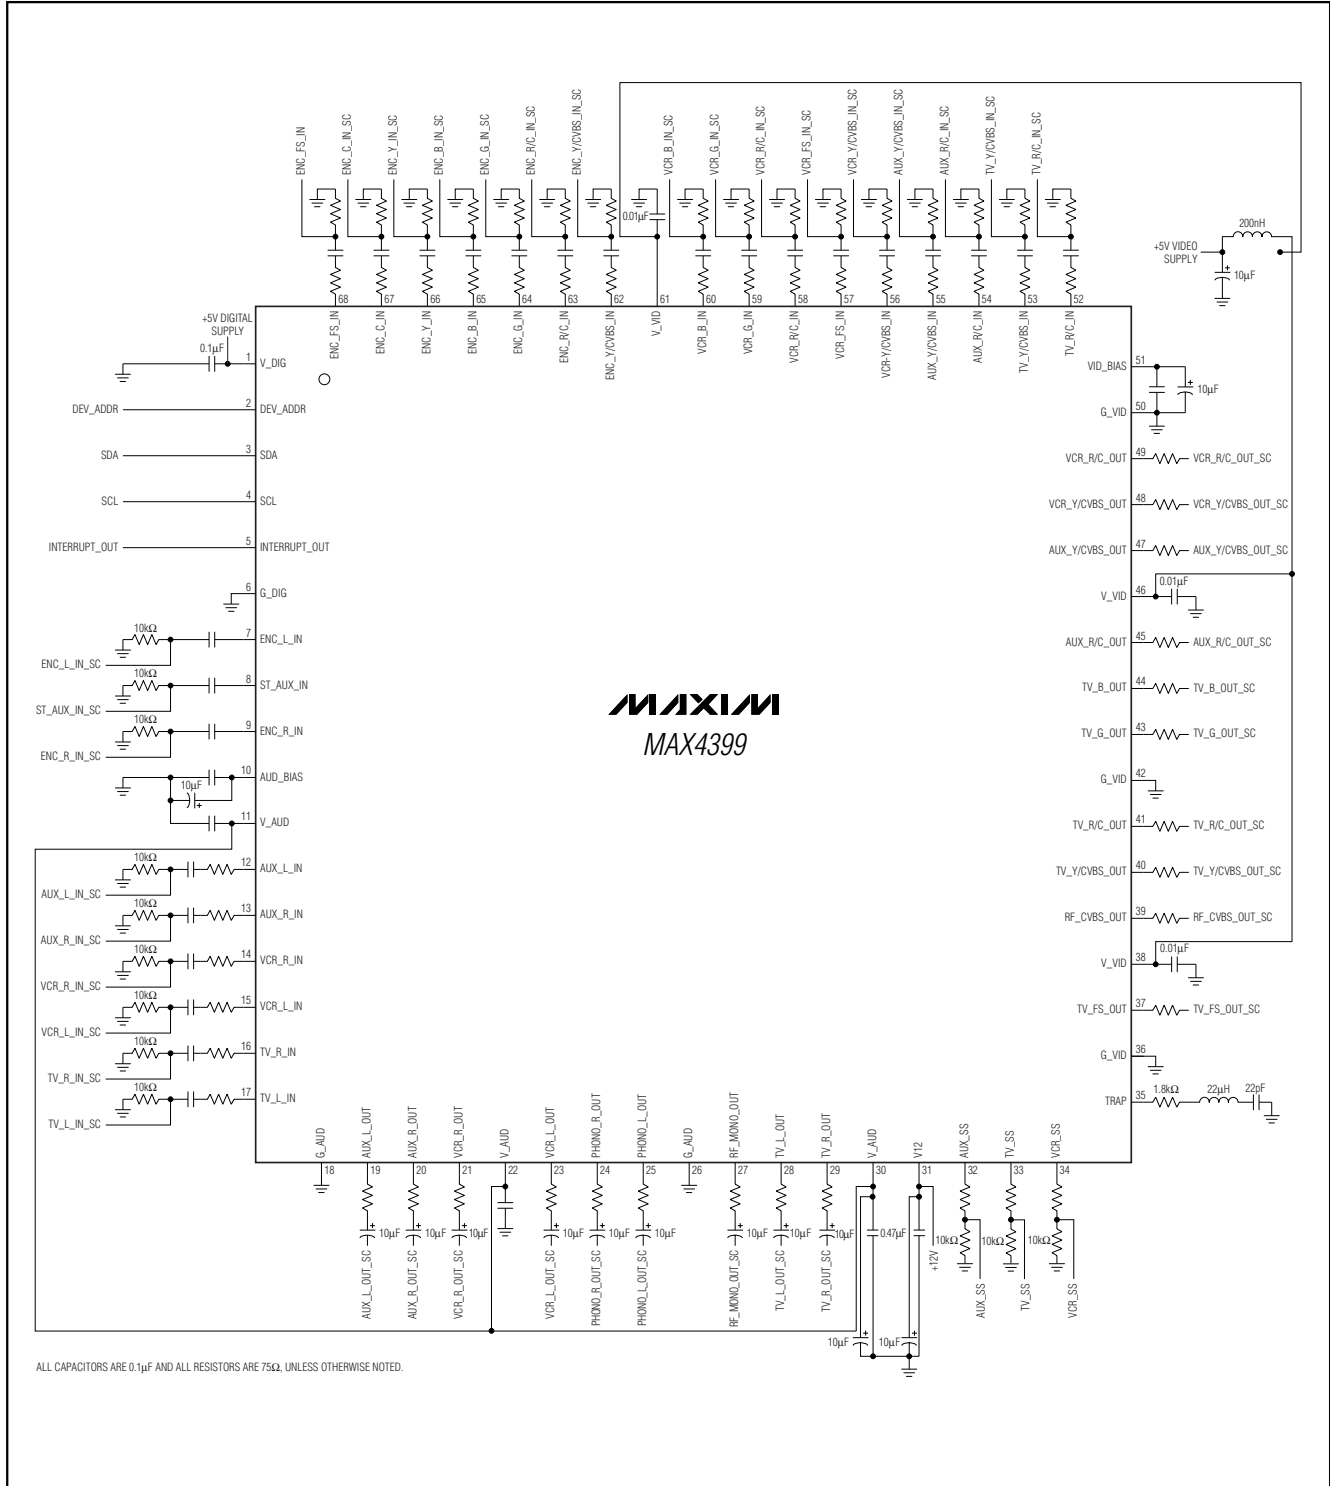 ENC_FS_IN
ENC_C_IN_SC
ENC_Y_IN_SC
ENC_B_IN_SC
ENC_G_IN_SC
ENC_R/C_IN_SC
ENC_Y/CVBS_IN_SC
VCR_B_IN_SC
VCR_G_IN_SC
VCR_R/C_IN_SC
VCR_FS_IN_SC
VCR_Y/CVBS_IN_SC
AUX_Y/CVBS_IN_SC
AUX_R/C_IN_SC
TV_Y/CVBS_IN_SC
TV_R/C_IN_SC
0.01µF
200nH
+5V VIDEO
SUPPLY
10µF
68
67
66
65
64
63
62
61
60
59
58
57
56
55
54
53
52
ENC_FS_IN
ENC_C_IN
ENC_Y_IN
ENC_B_IN
ENC_G_IN
ENC_R/C_IN
ENC_Y/CVBS_IN
V_VID
VCR_B_IN
VCR_G_IN
VCR_R/C_IN
VCR_FS_IN
VCR-Y/CVBS_IN
AUX_Y/CVBS_IN
AUX_R/C_IN
TV_Y/CVBS_IN
TV_R/C_IN
+5V DIGITAL
SUPPLY
0.1µF
1 V_DIG
DEV_ADDR 2 DEV_ADDR
SDA 3 SDA
SCL 4 SCL
INTERRUPT_OUT 5 INTERRUPT_OUT
6 G_DIG
10kΩ 7 ENC_L_IN
ENC_L_IN_SC
10kΩ 8 ST_AUX_IN
ST_AUX_IN_SC
10kΩ 9 ENC_R_IN
ENC_R_IN_SC
10 AUD_BIAS
10µF
11 V_AUD
10kΩ 12 AUX_L_IN
AUX_L_IN_SC
10kΩ 13 AUX_R_IN
AUX_R_IN_SC
10kΩ 14 VCR_R_IN
VCR_R_IN_SC
10kΩ 15 VCR_L_IN
VCR_L_IN_SC
10kΩ 16 TV_R_IN
TV_R_IN_SC
10kΩ 17 TV_L_IN
TV_L_IN_SC
MAXIM
MAX4399
VID_BIAS 51
10µF
G_VID 50
VCR_R/C_OUT 49 VCR_R/C_OUT_SC
VCR_Y/CVBS_OUT 48 VCR_Y/CVBS_OUT_SC
AUX_Y/CVBS_OUT 47 AUX_Y/CVBS_OUT_SC
V_VID 46 0.01µF
AUX_R/C_OUT 45 AUX_R/C_OUT_SC
TV_B_OUT 44 TV_B_OUT_SC
TV_G_OUT 43 TV_G_OUT_SC
G_VID 42
TV_R/C_OUT 41 TV_R/C_OUT_SC
TV_Y/CVBS_OUT 40 TV_Y/CVBS_OUT_SC
RF_CVBS_OUT 39 RF_CVBS_OUT_SC
V_VID 38 0.01µF
TV_FS_OUT 37 TV_FS_OUT_SC
G_VID 36
TRAP 35 1.8kΩ 22µH 22pF
G_AUD
AUX_L_OUT
AUX_R_OUT
VCR_R_OUT
V_AUD
VCR_L_OUT
PHONO_R_OUT
PHONO_L_OUT
G_AUD
RF_MONO_OUT
TV_L_OUT
TV_R_OUT
V_AUD
V12
AUX_SS
TV_SS
VCR_SS
18
19
20
21
22
23
24
25
26
27
28
29
30
31
32
33
34
10µF
10µF
10µF
10µF
10µF
10µF
10µF
10µF
10µF
0.47µF
+12V
10kΩ
10kΩ
10kΩ
AUX_L_OUT_SC
AUX_R_OUT_SC
VCR_R_OUT_SC
VCR_L_OUT_SC
PHONO_R_OUT_SC
PHONO_L_OUT_SC
RF_MONO_OUT_SC
TV_L_OUT_SC
TV_R_OUT_SC
AUX_SS
TV_SS
VCR_SS
10µF
10µF
ALL CAPACITORS ARE 0.1µF AND ALL RESISTORS ARE 75Ω, UNLESS OTHERWISE NOTED.